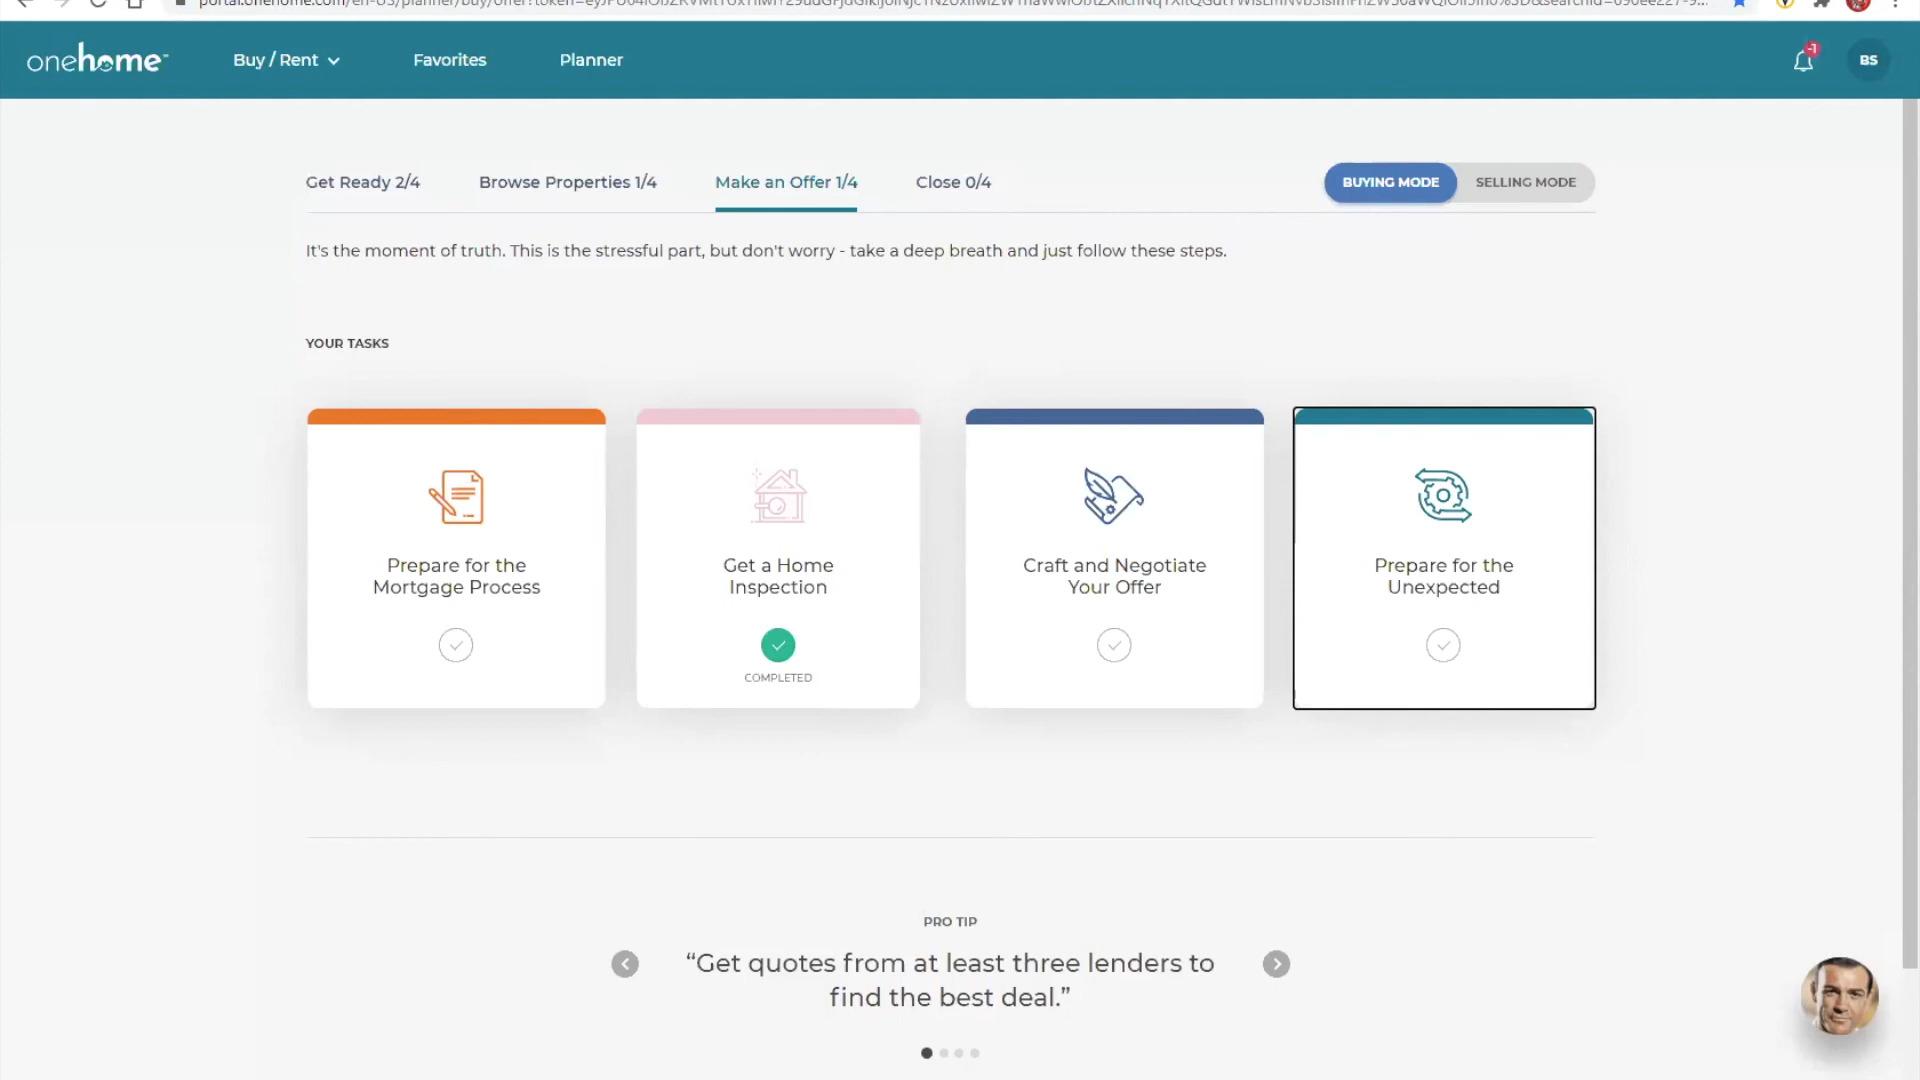 onehome
Buy / Rent
Favorites
Planner
-1
BS
Get Ready 2/4
Browse Properties 1/4
Make an Offer 1/4
Close 0/4
BUYING MODE
SELLING MODE
It's the moment of truth. This is the stressful part, but don't worry - take a deep breath and just follow these steps.
YOUR TASKS
Prepare for the
Mortgage Process
Get a Home
Inspection
COMPLETED
Craft and Negotiate
Your Offer
Prepare for the
Unexpected
PRO TIP
“Get quotes from at least three lenders to
find the best deal.”